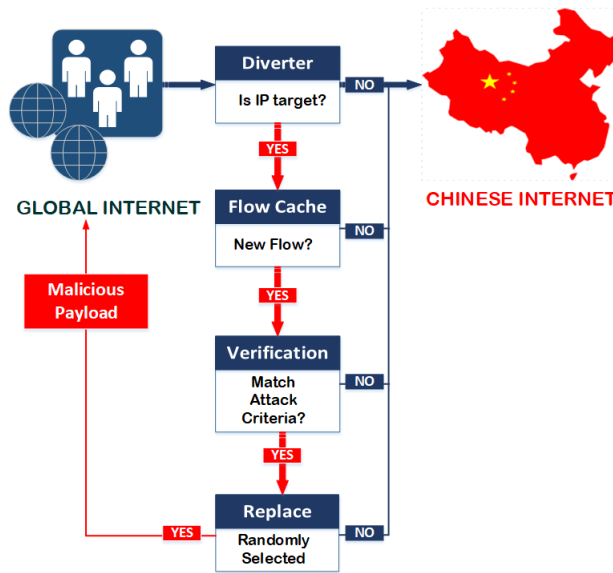 Diverter
Is IP target?
NO
YES
GLOBAL INTERNET
CHINESE INTERNET
Flow Cache
New Flow?
NO
YES
Malicious
Payload
Verification
Match
Attack
Criteria?
NO
YES
Replace
Randomly
Selected
YES
NO